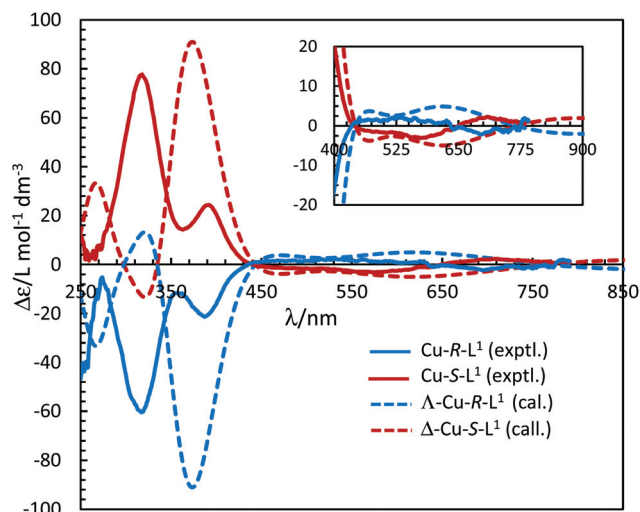 100
80
60
40
20
0
-20
-40
-60
-80
-100
Δε/L mol⁻¹ dm⁻³
250 350 450 550 650 750 850
λ/nm
20
10
0
-10
-20
400 525 650 775 900
Cu-R-L¹ (exptl.)
Cu-S-L¹ (exptl.)
Λ-Cu-R-L¹ (cal.)
Δ-Cu-S-L¹ (call.)